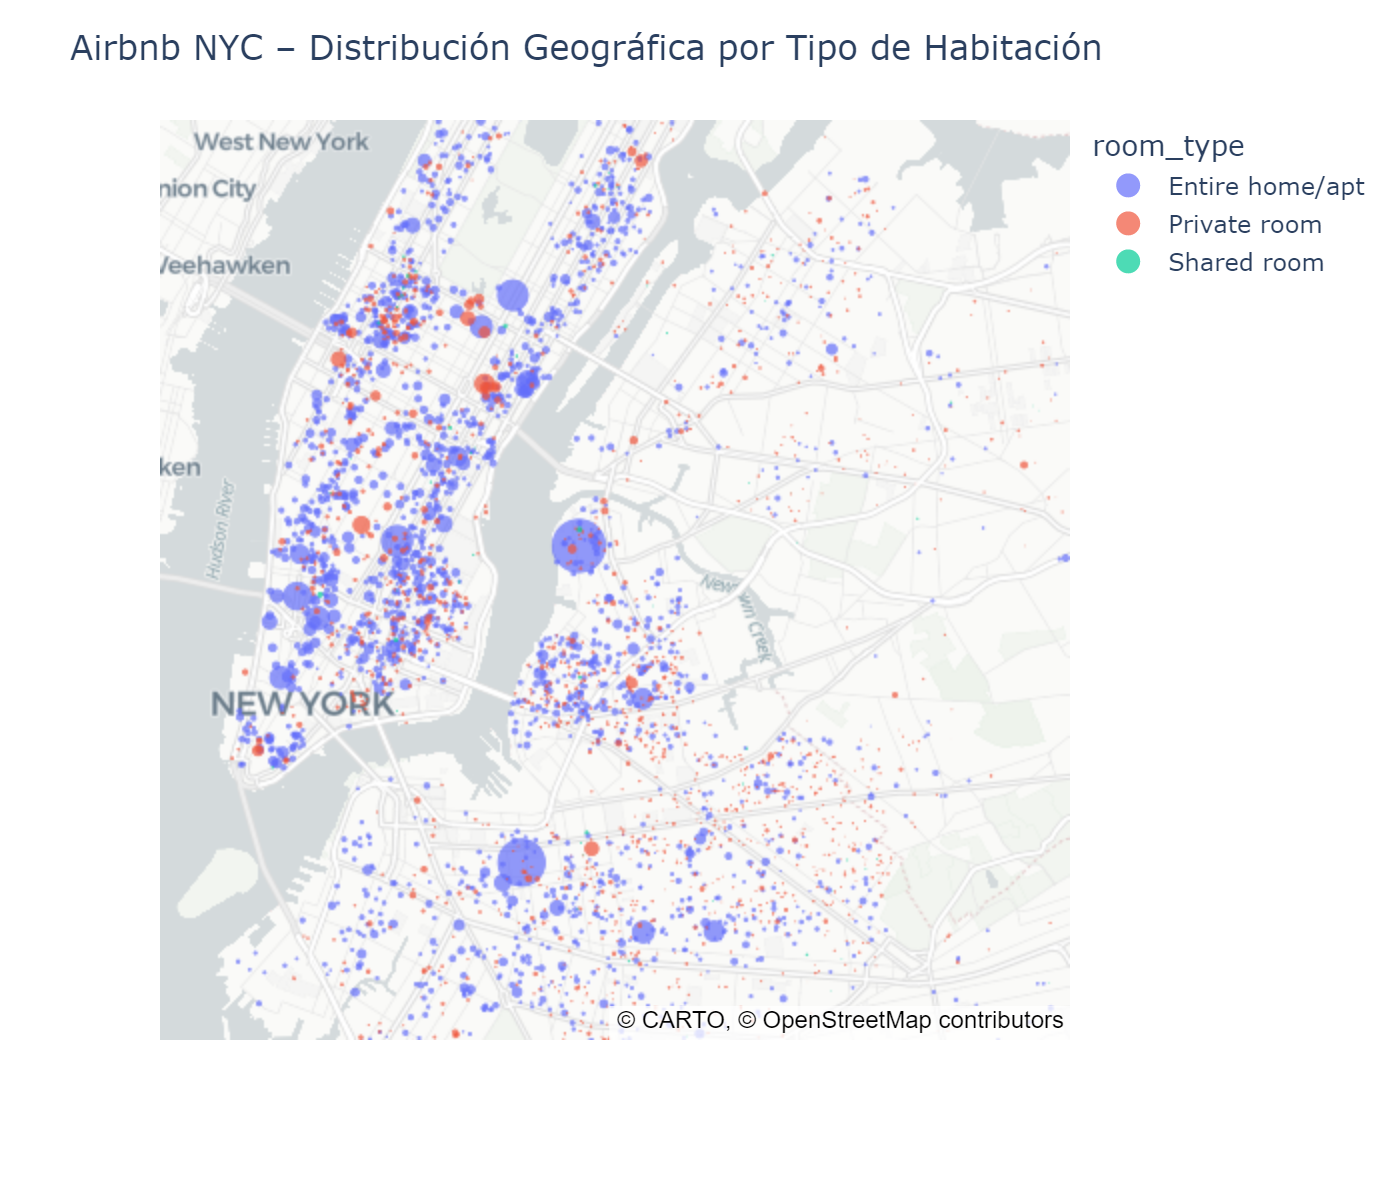 Airbnb NYC – Distribución Geográfica por Tipo de Habitación
West New York
nion City
Weehawken
ken
Hudson River
Newtown Creek
NEW YORK
room_type
Entire home/apt
Private room
Shared room
© CARTO, © OpenStreetMap contributors